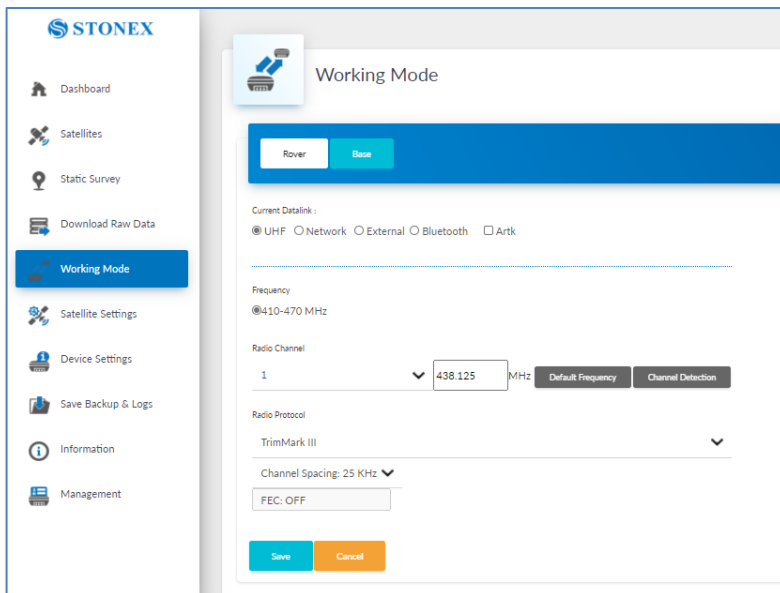 STONEX
Dashboard
Satellites
Static Survey
Download Raw Data
Working Mode
Satellite Settings
Device Settings
Save Backup & Logs
Information
Management
Working Mode
Rover Base
Current Datalink :
UHF Network External Bluetooth Artk
Frequency
410-470 MHz
Radio Channel
1 438.125 MHz Default Frequency Channel Detection
Radio Protocol
TrimMark III
Channel Spacing: 25 KHz
FEC: OFF
Save Cancel